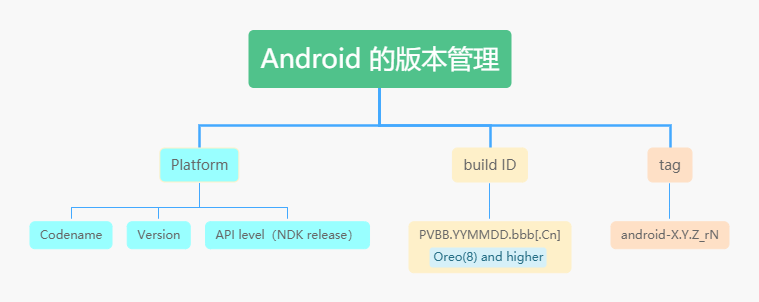 Android 的版本管理
Platform
build ID
tag
Codename
Version
API level（NDK release）
PVBB.YYMMDD.bbb[.Cn]
Oreo(8) and higher
android-X.Y.Z_rN